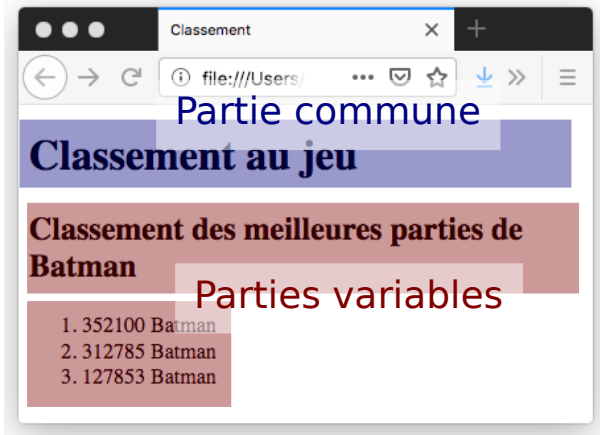 Classement
file:///Users/
Partie commune
Classement au jeu
Classement des meilleures parties de
Batman
Parties variables
1. 352100 Batman
2. 312785 Batman
3. 127853 Batman